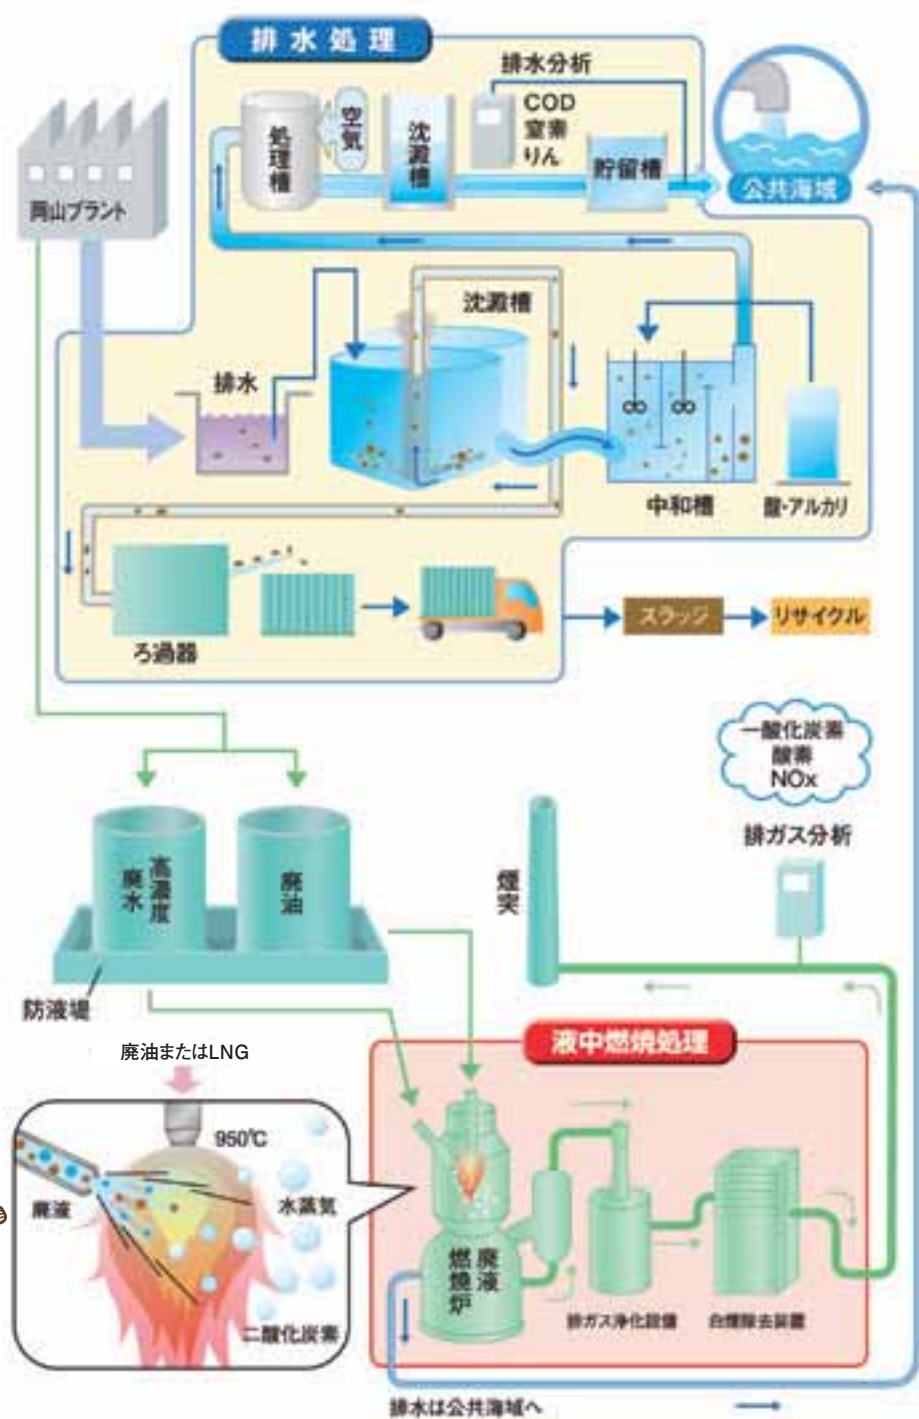 排水処理
排水分析
COD
窒素
りん
空気
処理槽
沈澱槽
貯留槽
公共海域
岡山プラント
沈澱槽
排水
中和槽
酸・アルカリ
ろ過器
スラッジ
リサイクル
一酸化炭素
酸素
NOx
排ガス分析
高濃度
廃水
廃油
煙突
防液堤
廃油またはLNG
液中燃焼処理
950℃
廃液
水蒸気
二酸化炭素
廃液
燃焼炉
排ガス浄化設備
白煙除去装置
排水は公共海域へ